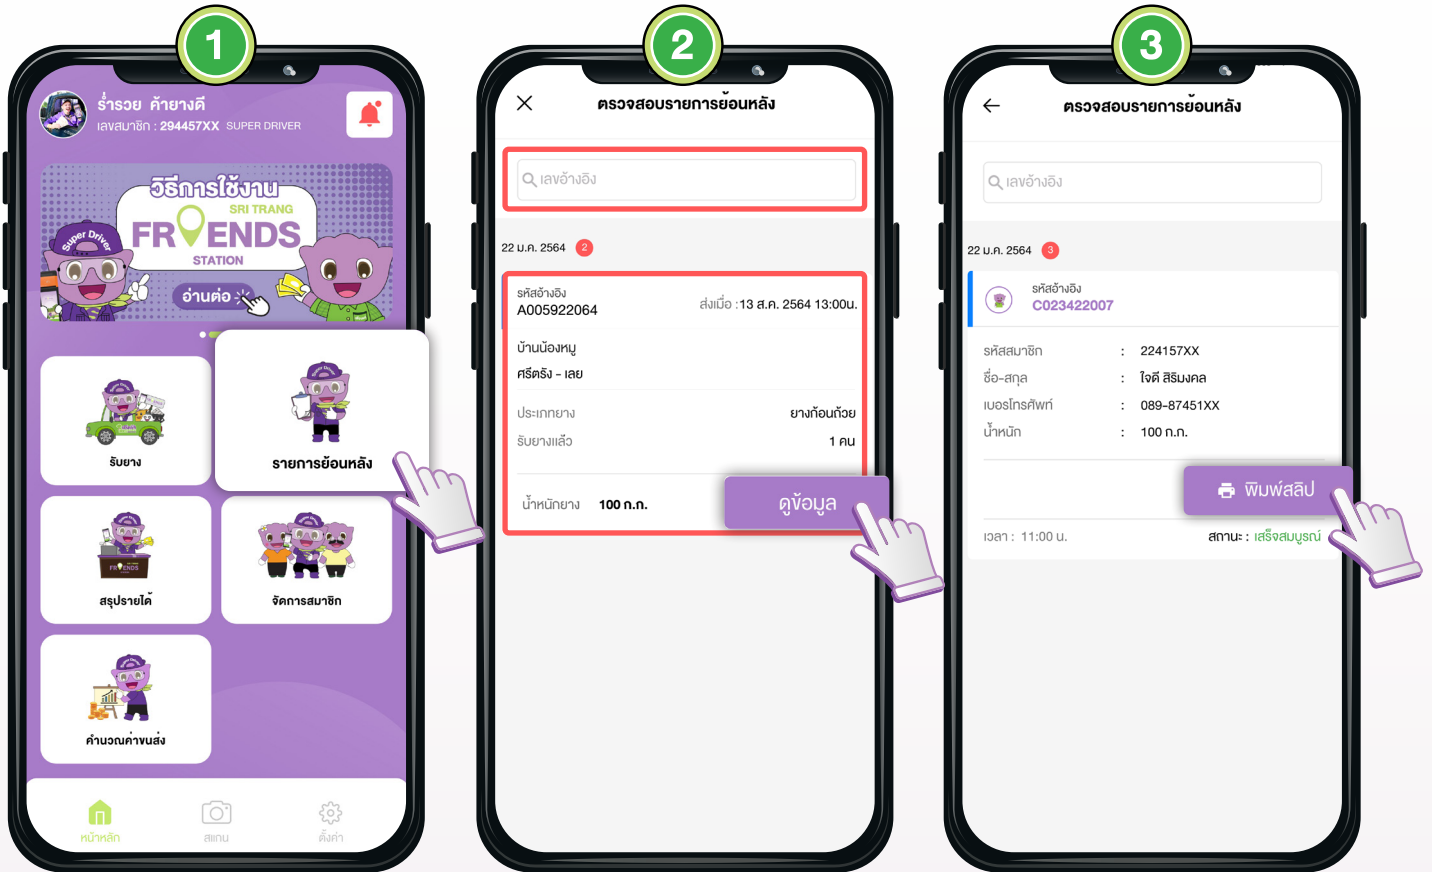 1
ร่ำรวย ค้ายางดี
เลขสมาชิก : 294457XX SUPER DRIVER
วิธีการใช้งาน
SRI TRANG
FRIENDS
STATION
Super Driver
อ่านต่อ
รับยาง
รายการย้อนหลัง
สรุปรายได้
จัดการสมาชิก
คำนวณค่าขนส่ง
หน้าหลัก
สแกน
ตั้งค่า
2
ตรวจสอบรายการย้อนหลัง
เลขอ้างอิง
22 ม.ค. 2564 2
รหัสอ้างอิง
A005922064
ส่งเมื่อ :13 ส.ค. 2564 13:00น.
บ้านน้องหมู
ศรีตรัง - เลย
ประเภทยาง ยางก้อนถ้วย
รับยางแล้ว 1 คน
น้ำหนักยาง 100 ก.ก.
ดูข้อมูล
3
ตรวจสอบรายการย้อนหลัง
เลขอ้างอิง
22 ม.ค. 2564 3
รหัสอ้างอิง
C023422007
รหัสสมาชิก : 224157XX
ชื่อ-สกุล : ใจดี สิริมงคล
เบอรโทรศัพท์ : 089-87451XX
น้ำหนัก : 100 ก.ก.
พิมพ์สลิป
เวลา : 11:00 น. สถานะ : เสร็จสมบูรณ์